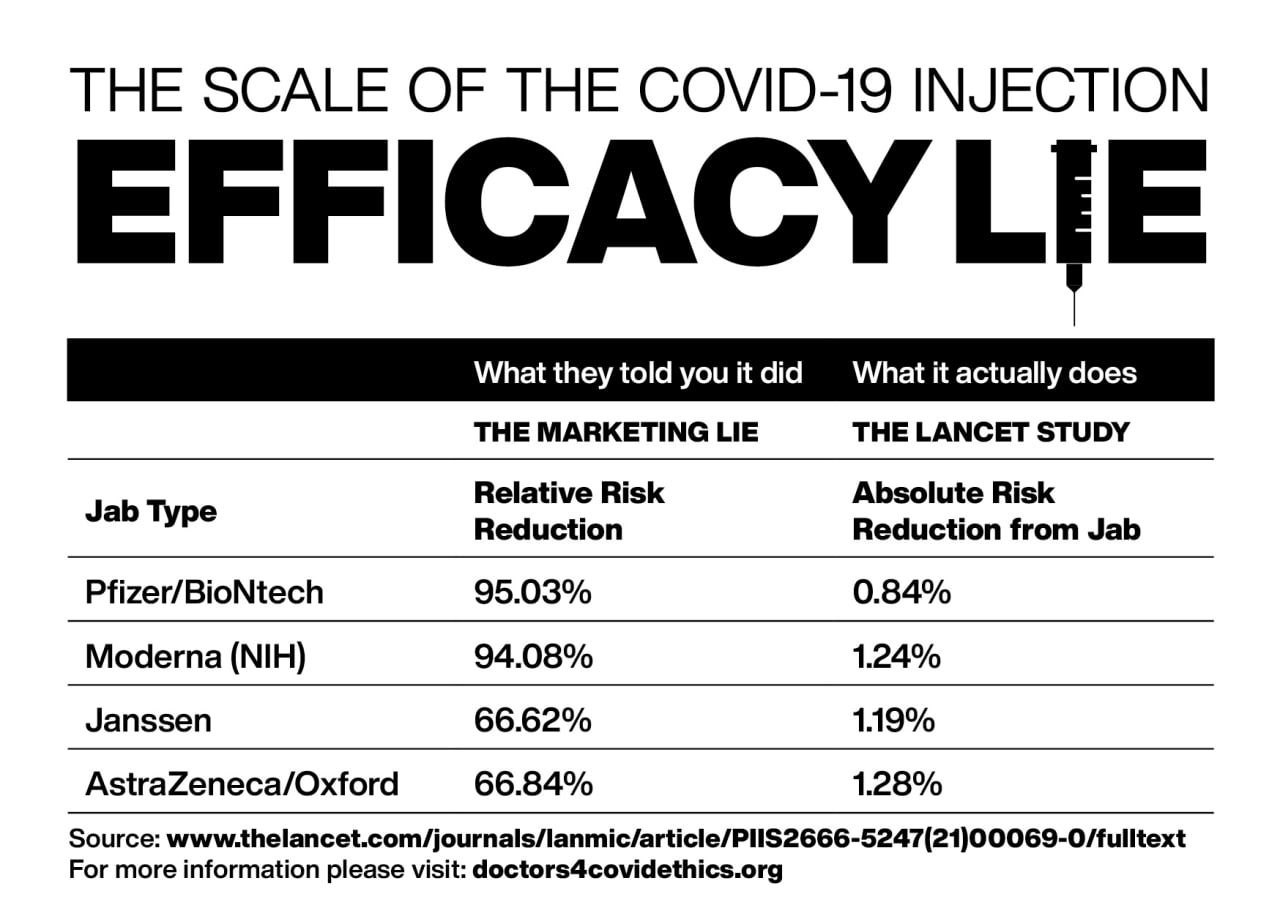 THE SCALE OF THE COVID-19 INJECTION
EFFICACY LIE
What they told you it did What it actually does
THE MARKETING LIE THE LANCET STUDY
Jab Type
Relative Risk
Reduction
Absolute Risk
Reduction from Jab
Pfizer/BioNtech 95.03% 0.84%
Moderna (NIH) 94.08% 1.24%
Janssen 66.62% 1.19%
AstraZeneca/Oxford 66.84% 1.28%
Source: www.thelancet.com/journals/lanmic/article/PIIS2666-5247(21)00069-0/fulltext
For more information please visit: doctors4covidethics.org